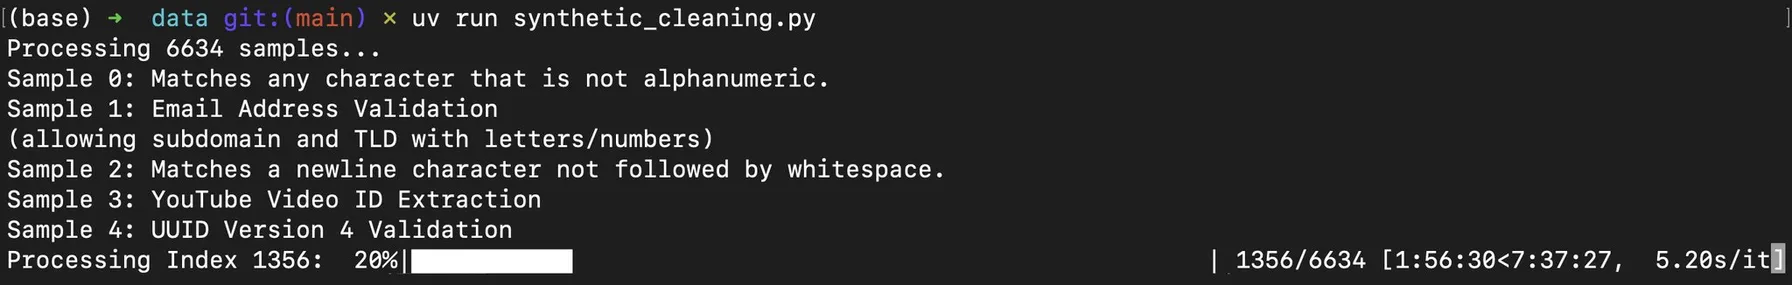 (base) ➜ data git:(main) × uv run synthetic_cleaning.py
Processing 6634 samples...
Sample 0: Matches any character that is not alphanumeric.
Sample 1: Email Address Validation
(allowing subdomain and TLD with letters/numbers)
Sample 2: Matches a newline character not followed by whitespace.
Sample 3: YouTube Video ID Extraction
Sample 4: UUID Version 4 Validation
Processing Index 1356: 20%|██████ | 1356/6634 [1:56:30<7:37:27, 5.20s/it]